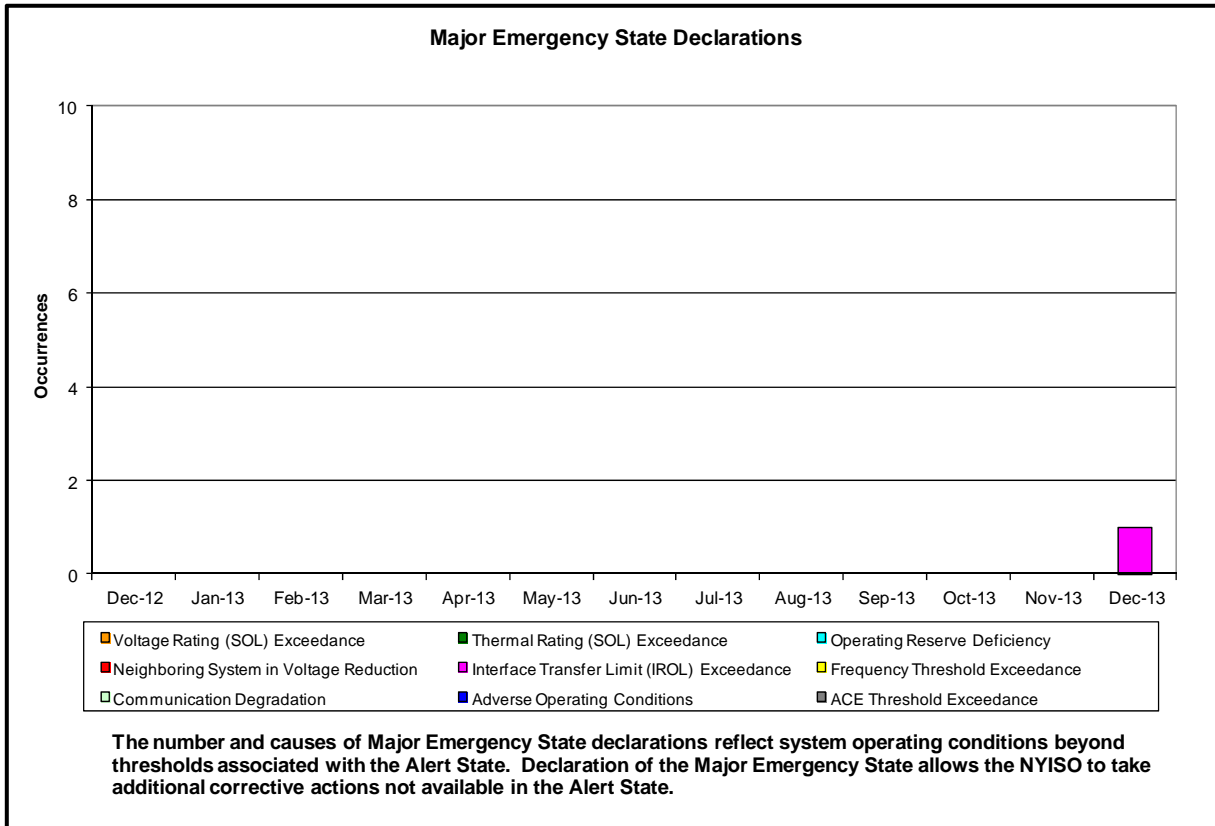 Major Emergency State Declarations
10
8
6
4
2
0
Occurrences
Dec-12 Jan-13 Feb-13 Mar-13 Apr-13 May-13 Jun-13 Jul-13 Aug-13 Sep-13 Oct-13 Nov-13 Dec-13
Voltage Rating (SOL) Exceedance Thermal Rating (SOL) Exceedance Operating Reserve Deficiency
Neighboring System in Voltage Reduction Interface Transfer Limit (IROL) Exceedance Frequency Threshold Exceedance
Communication Degradation Adverse Operating Conditions ACE Threshold Exceedance
The number and causes of Major Emergency State declarations reflect system operating conditions beyond
thresholds associated with the Alert State.  Declaration of the Major Emergency State allows the NYISO to take
additional corrective actions not available in the Alert State.